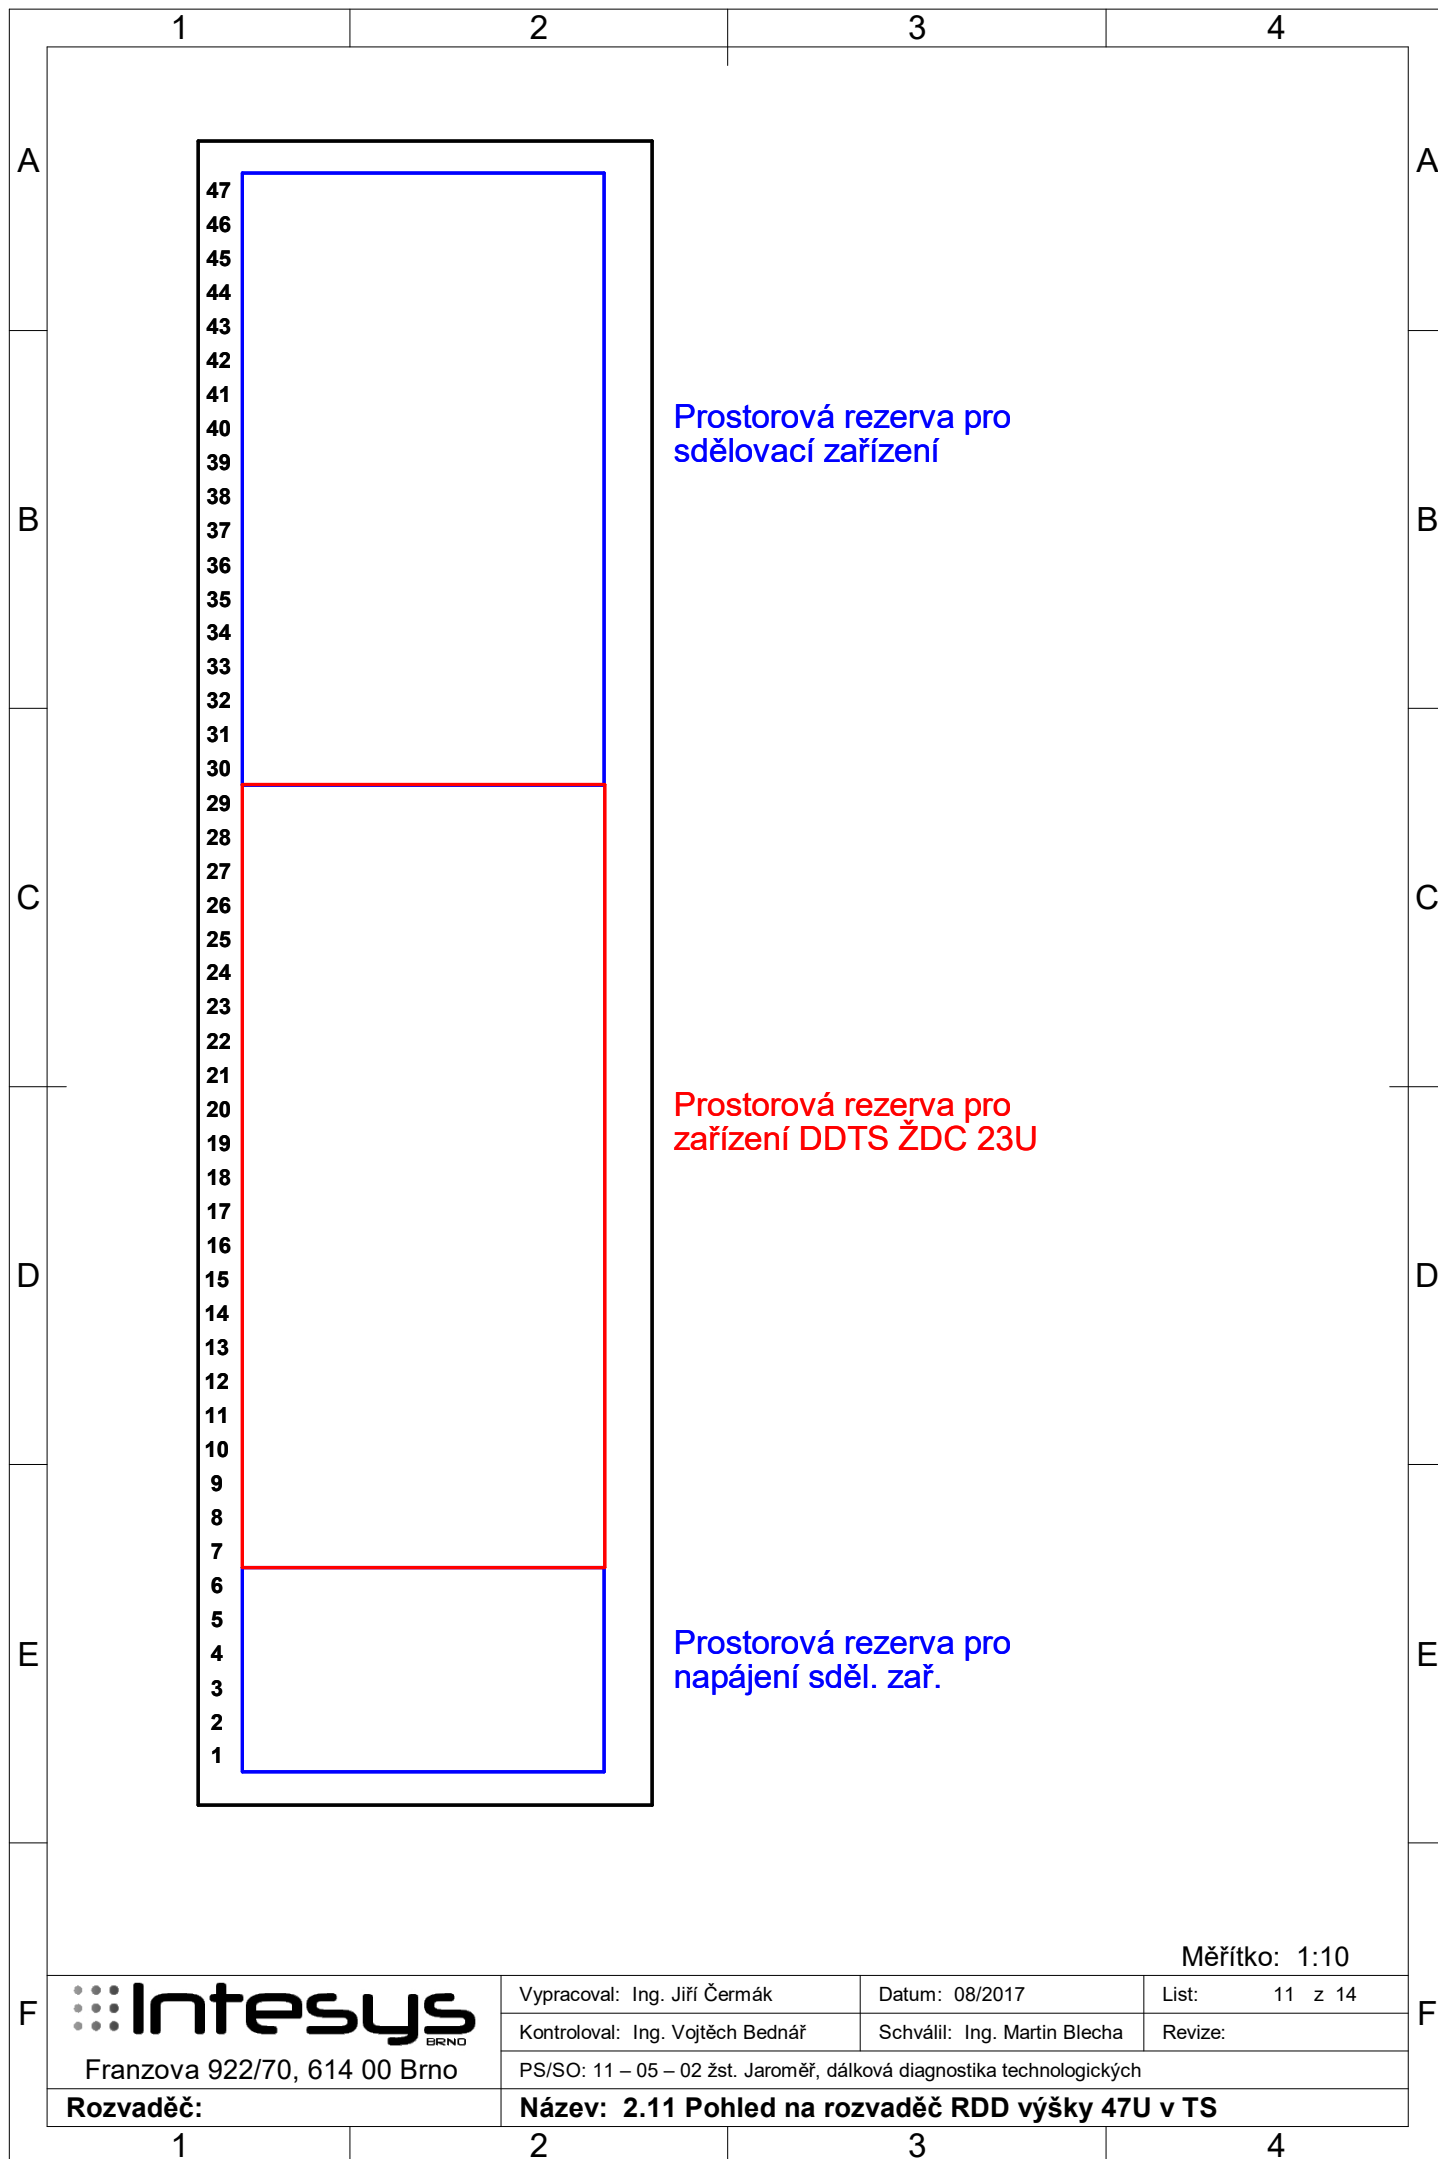 1 2 3 4
A A
47
46
45
44
43
42
41
Prostorová rezerva pro
40
sdělovací zařízení
39
38
37
B B
36
35
34
33
32
31
30
29
28
27
26
C C
25
24
23
22
21
Prostorová rezerva pro
20
zařízení DDTS ŽDC 23U
19
18
17
16
D D
15
14
13
12
11
10
9
8
7
6
5
Prostorová rezerva pro
4
E E
napájení sděl. zař.
3
2
1
Měřítko: 1:10
F F
Intesys
BRNO
Franzova 922/70, 614 00 Brno
Vypracoval: Ing. Jiří Čermák Datum: 08/2017 List: 11 z 14
Kontroloval: Ing. Vojtěch Bednář Schválil: Ing. Martin Blecha Revize:
PS/SO: 11 – 05 – 02 žst. Jaroměř, dálková diagnostika technologických
Rozvaděč: Název: 2.11 Pohled na rozvaděč RDD výšky 47U v TS
1 2 3 4